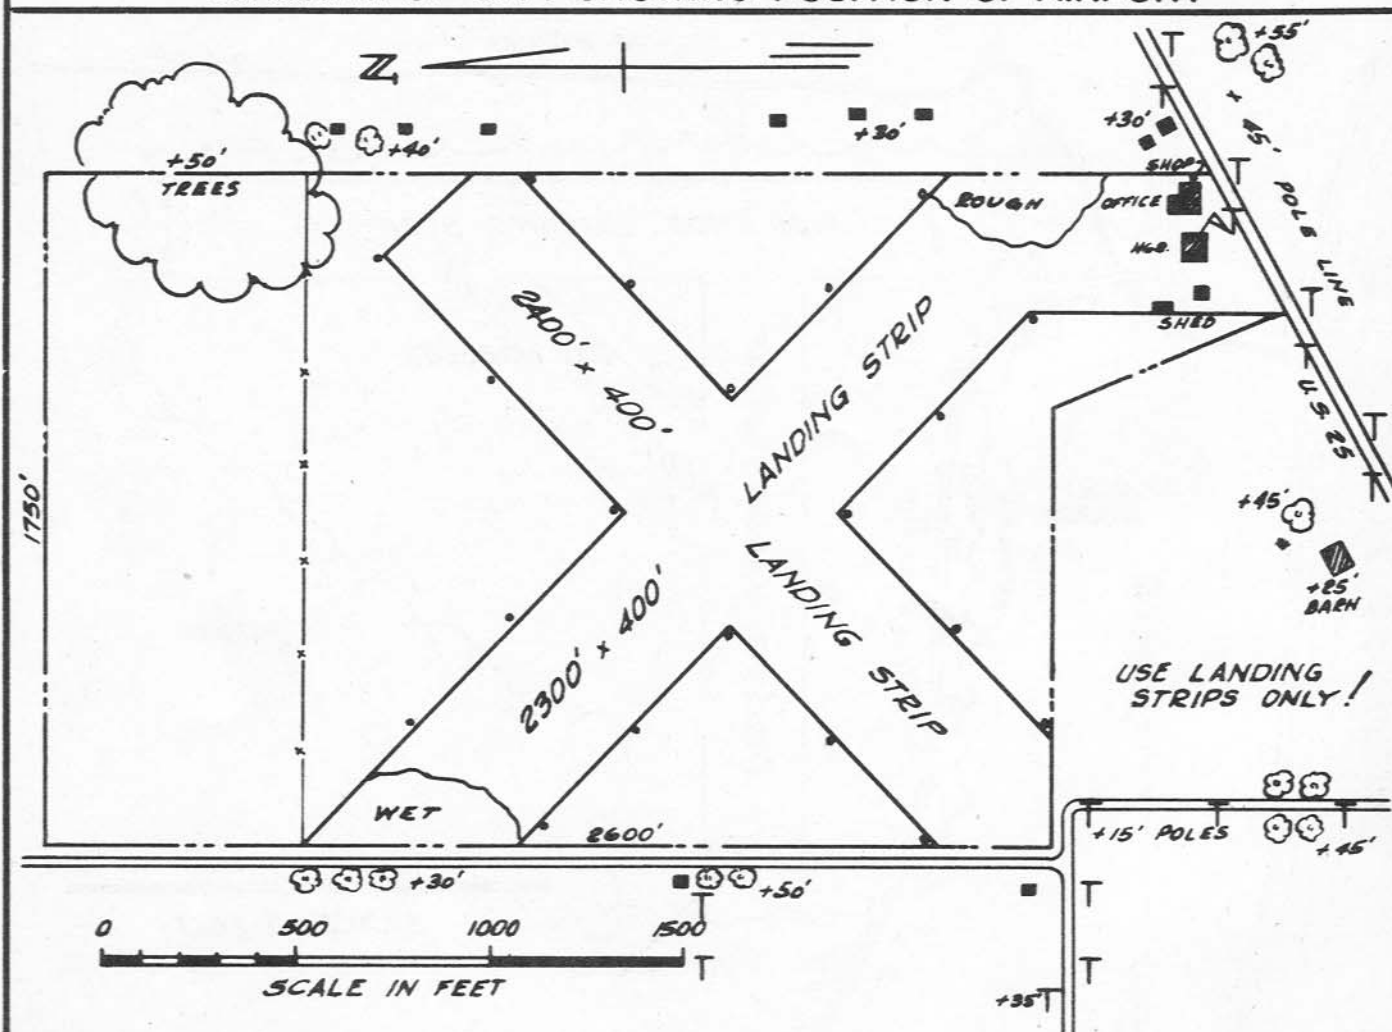 N
+55'
+30'
+45' POLE LINE
+40'
+30'
+50'
TREES
SHOP
ROUGH
OFFICE
HGR.
SHED
2400' x 400'
LANDING STRIP
U.S. 25
1750'
+45'
+25'
BARN
LANDING STRIP
2300' x 400'
USE LANDING
STRIPS ONLY!
WET
2600'
+15' POLES
+45'
+30'
+50'
0 500 1000 1500
SCALE IN FEET
+35'